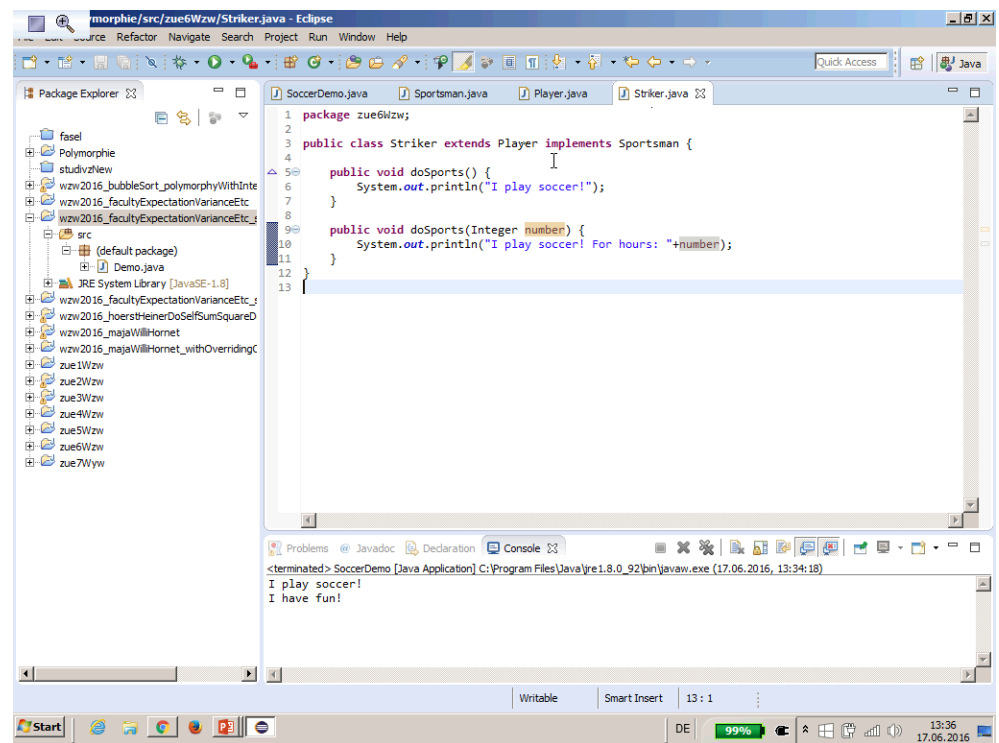 ymorphie/src/zue6Wzw/Striker.java - Eclipse
Refactor Navigate Search Project Run Window Help
Quick Access
Java
Package Explorer
SoccerDemo.java Sportsman.java Player.java Striker.java
fasel
Polymorphie
studivzNew
wzw2016_bubbleSort_polymorphyWithInte
wzw2016_facultyExpectationVarianceEtc
wzw2016_facultyExpectationVarianceEtc_s
src
(default package)
Demo.java
JRE System Library [JavaSE-1.8]
wzw2016_facultyExpectationVarianceEtc_s
wzw2016_hoerstHeinerDoSelfSumSquareD
wzw2016_majaWilliHornet
wzw2016_majaWilliHornet_withOverridingC
zue1Wzw
zue2Wzw
zue3Wzw
zue4Wzw
zue5Wzw
zue6Wzw
zue7Wyw
1 package zue6Wzw;
2
3 public class Striker extends Player implements Sportsman {
4
5 public void doSports() {
6 System.out.println("I play soccer!");
7 }
8
9 public void doSports(Integer number) {
10 System.out.println("I play soccer! For hours: "+number);
11 }
12 }
13
Problems @ Javadoc Declaration Console
<terminated> SoccerDemo [Java Application] C:\Program Files\Java\jre1.8.0_92\bin\javaw.exe (17.06.2016, 13:34:18)
I play soccer!
I have fun!
Writable Smart Insert 13 : 1
Start
DE 99% 13:36
17.06.2016